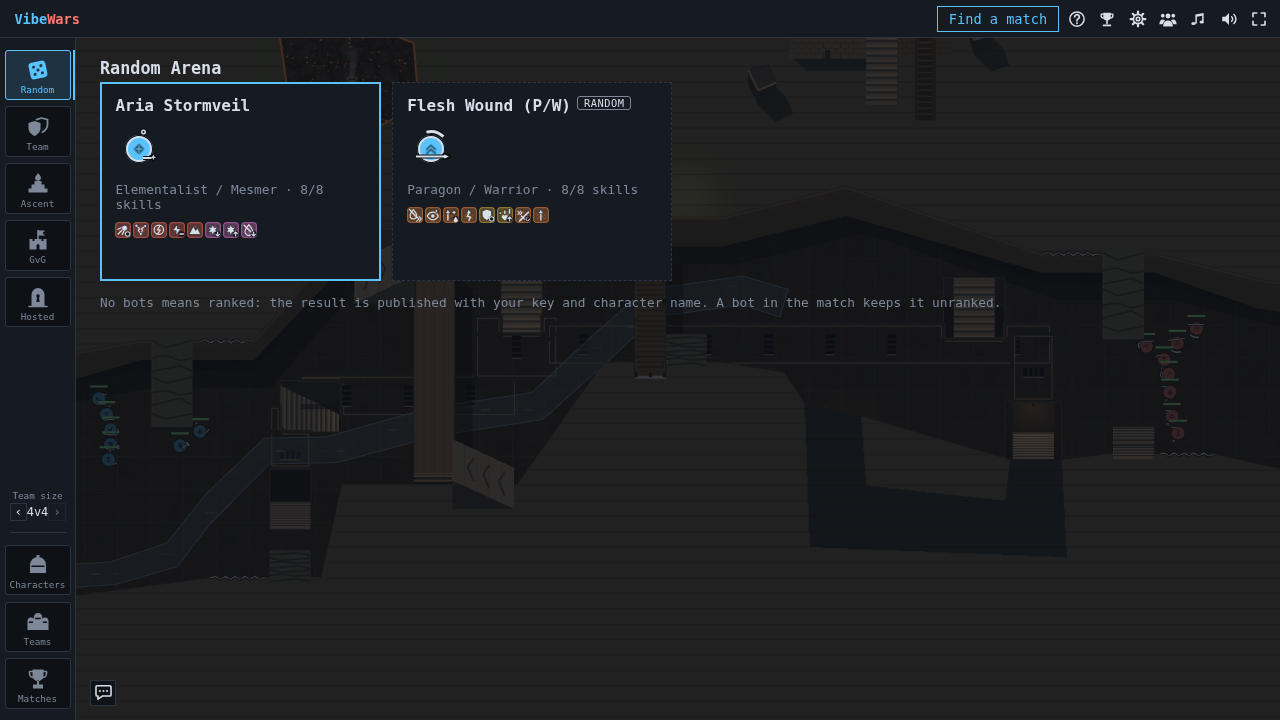 VibeWars
Find a match
Random
Team
Ascent
GvG
Hosted
Team size
‹ 4v4 ›
Characters
Teams
Matches
Random Arena
Aria Stormveil
Elementalist / Mesmer · 8/8
skills
Flesh Wound (P/W) RANDOM
Paragon / Warrior · 8/8 skills
No bots means ranked: the result is published with your key and character name. A bot in the match keeps it unranked.